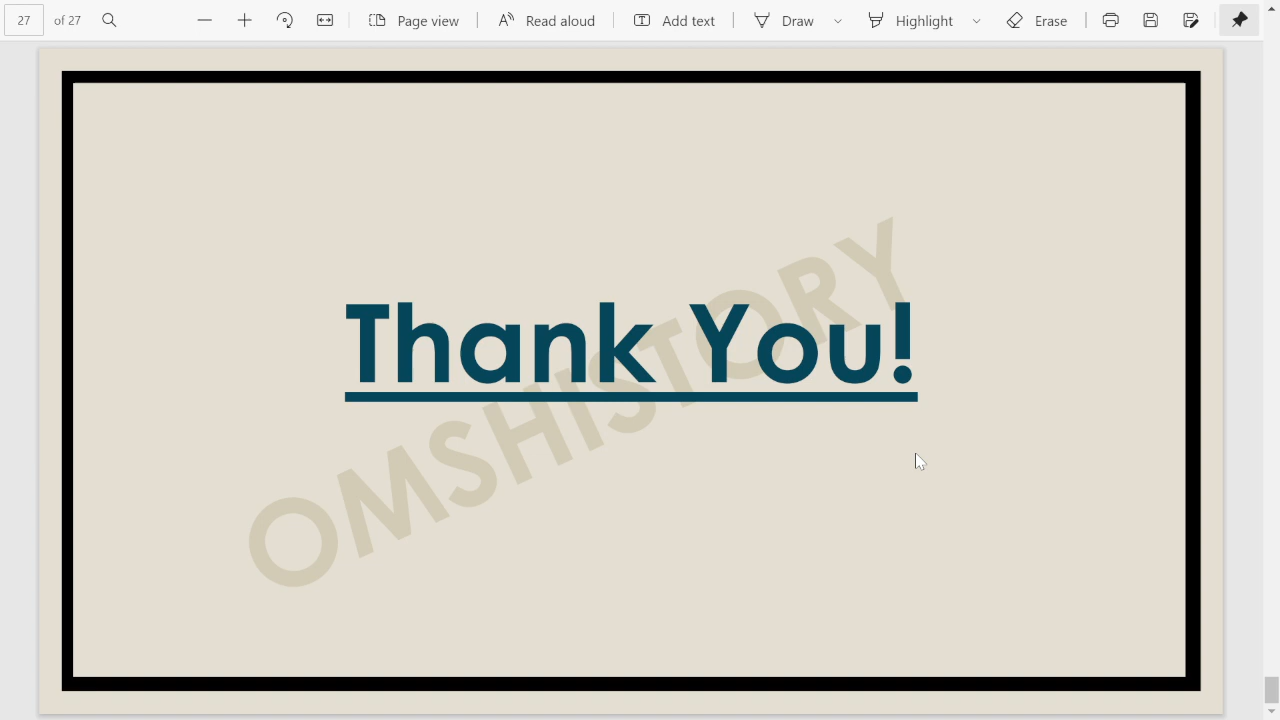 27 of 27 Page view Read aloud Add text Draw Highlight Erase
Thank You!
OMSHISTORY